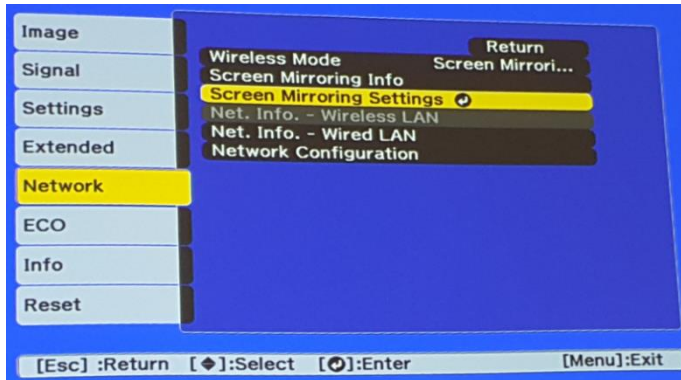 Image
Signal
Settings
Extended
Network
ECO
Info
Reset
Return
Wireless Mode Screen Mirrori...
Screen Mirroring Info
Screen Mirroring Settings
Net. Info. - Wireless LAN
Net. Info. - Wired LAN
Network Configuration
[Esc] :Return [◆]:Select [↵]:Enter [Menu]:Exit